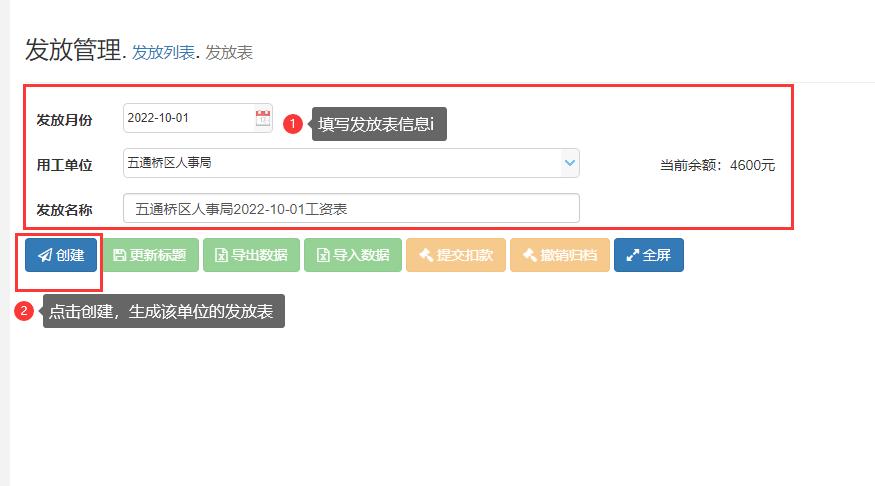 发放管理. 发放列表. 发放表
发放月份 2022-10-01
1 填写发放表信息i
用工单位 五通桥区人事局 当前余额：4600元
发放名称 五通桥区人事局2022-10-01工资表
创建 更新标题 导出数据 导入数据 提交扣款 撤销归档 全屏
2 点击创建，生成该单位的发放表